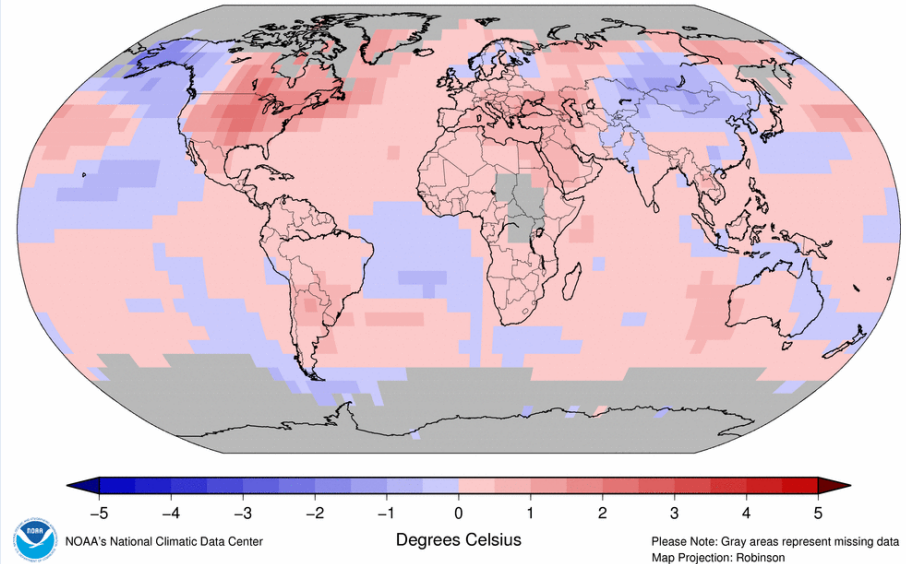 −5 −4 −3 −2 −1 0 1 2 3 4 5
NOAA
NOAA's National Climatic Data Center
Degrees Celsius
Please Note: Gray areas represent missing data
Map Projection: Robinson